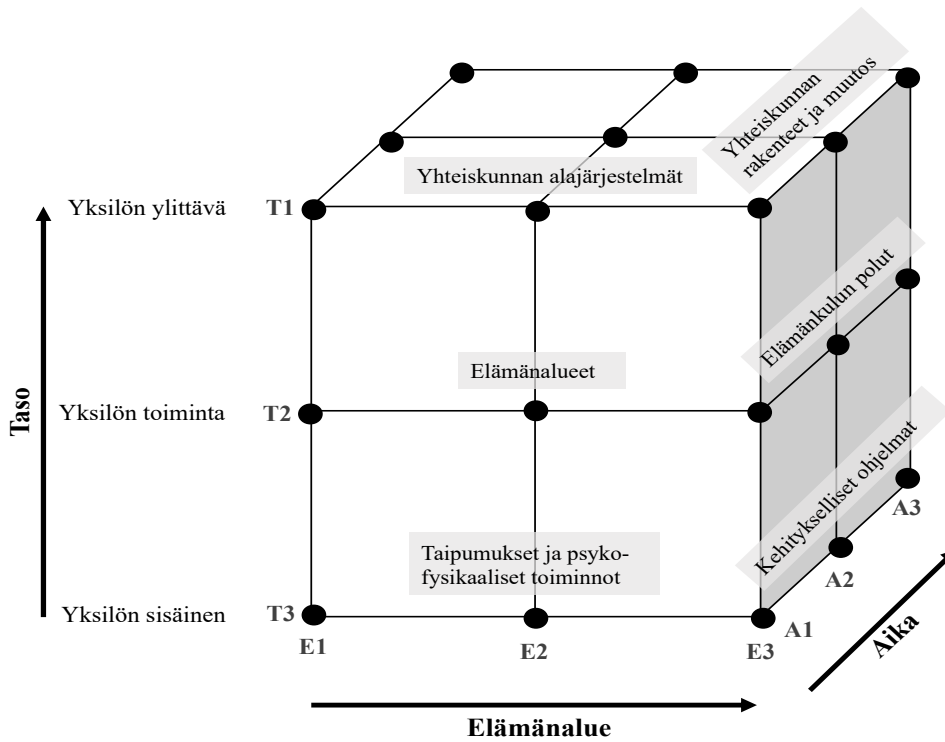 Yhteiskunnan
rakenteet ja muutos
Yhteiskunnan alajärjestelmät
Yksilön ylittävä
T1
Elämänkulun polut
Elämänalueet
Taso
Yksilön toiminta
T2
Kehitykselliset ohjelmat
A3
Taipumukset ja psyko-
fysikaaliset toiminnot
A2
Yksilön sisäinen
T3
A1
Aika
E1
E2
E3
Elämänalue